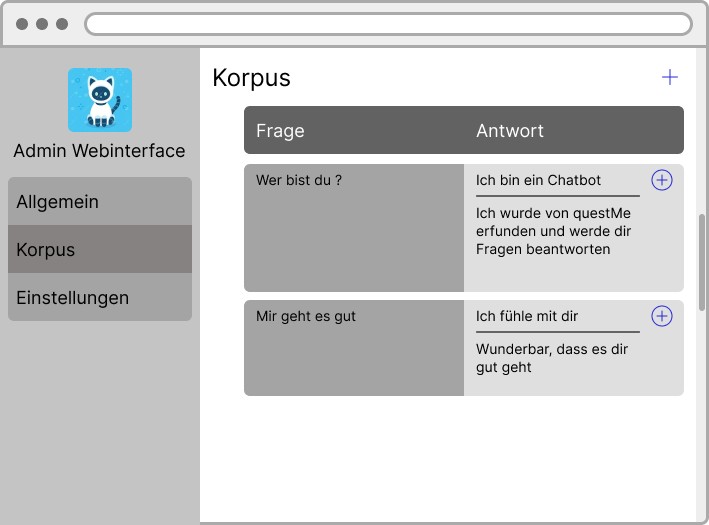 Korpus
Admin Webinterface
Allgemein
Korpus
Einstellungen
Frage
Antwort
Wer bist du ?
Ich bin ein Chatbot
Ich wurde von questMe
erfunden und werde dir
Fragen beantworten
Mir geht es gut
Ich fühle mit dir
Wunderbar, dass es dir
gut geht